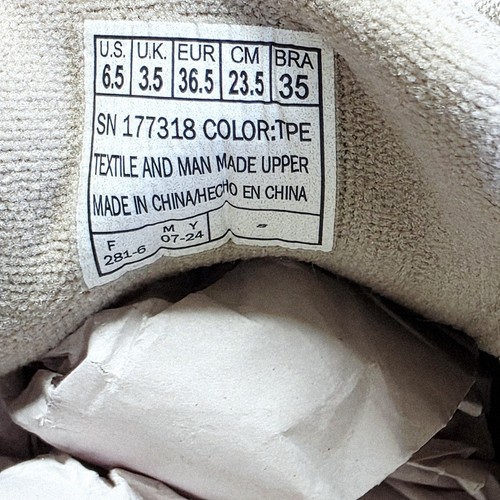 U.S. U.K. EUR CM BRA
6.5 3.5 36.5 23.5 35
SN 177318 COLOR:TPE
TEXTILE AND MAN MADE UPPER
MADE IN CHINA/HECHO EN CHINA
F M Y
281-6 07-24